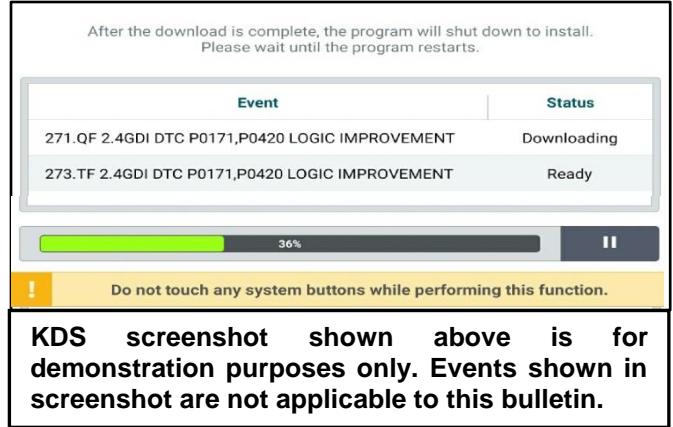 After the download is complete, the program will shut down to install.
Please wait until the program restarts.
Event Status
271.QF 2.4GDI DTC P0171,P0420 LOGIC IMPROVEMENT Downloading
273.TF 2.4GDI DTC P0171,P0420 LOGIC IMPROVEMENT Ready
36%
! Do not touch any system buttons while performing this function.
KDS screenshot shown above is for
demonstration purposes only. Events shown in
screenshot are not applicable to this bulletin.